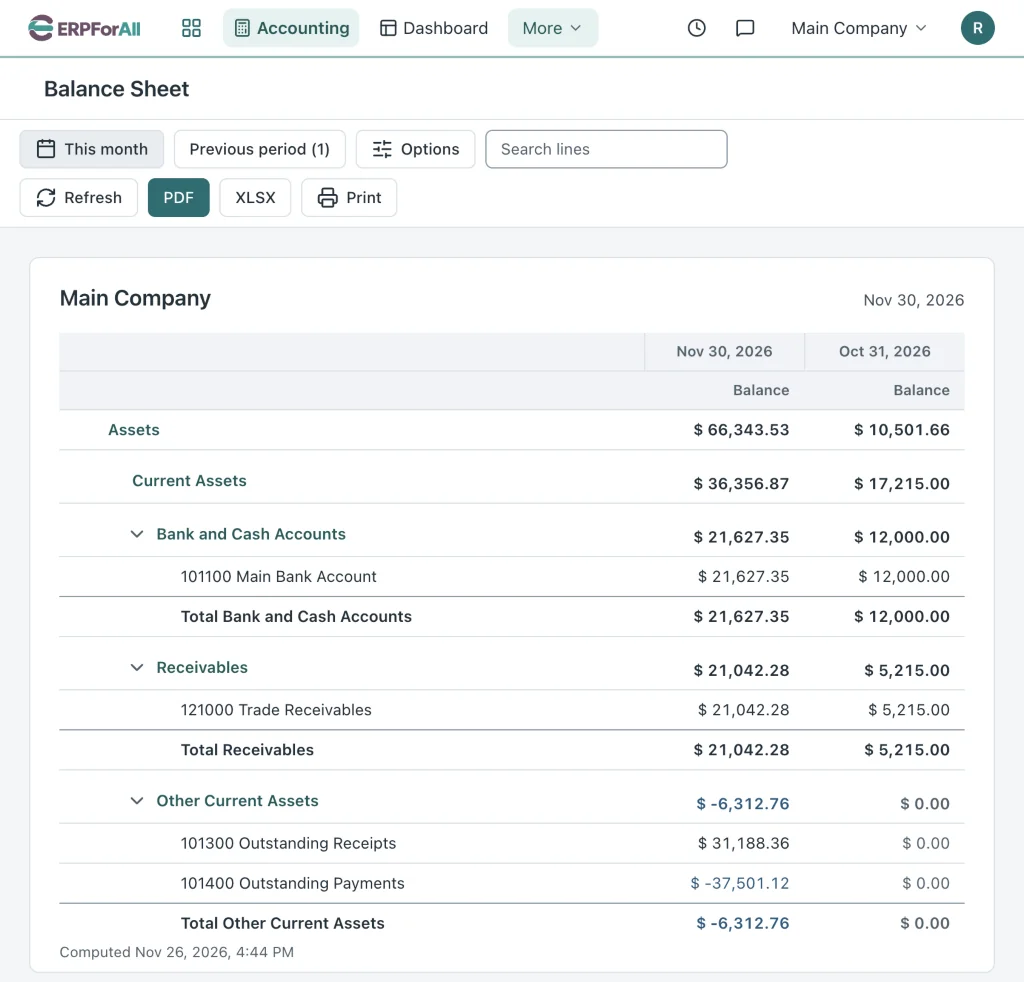 ERPForAll Accounting Dashboard More Main Company R
Balance Sheet
This month Previous period (1) Options Search lines
Refresh PDF XLSX Print
Main Company Nov 30, 2026
Nov 30, 2026 Oct 31, 2026
Balance Balance
Assets $ 66,343.53 $ 10,501.66
Current Assets $ 36,356.87 $ 17,215.00
Bank and Cash Accounts $ 21,627.35 $ 12,000.00
101100 Main Bank Account $ 21,627.35 $ 12,000.00
Total Bank and Cash Accounts $ 21,627.35 $ 12,000.00
Receivables $ 21,042.28 $ 5,215.00
121000 Trade Receivables $ 21,042.28 $ 5,215.00
Total Receivables $ 21,042.28 $ 5,215.00
Other Current Assets $ -6,312.76 $ 0.00
101300 Outstanding Receipts $ 31,188.36 $ 0.00
101400 Outstanding Payments $ -37,501.12 $ 0.00
Total Other Current Assets $ -6,312.76 $ 0.00
Computed Nov 26, 2026, 4:44 PM